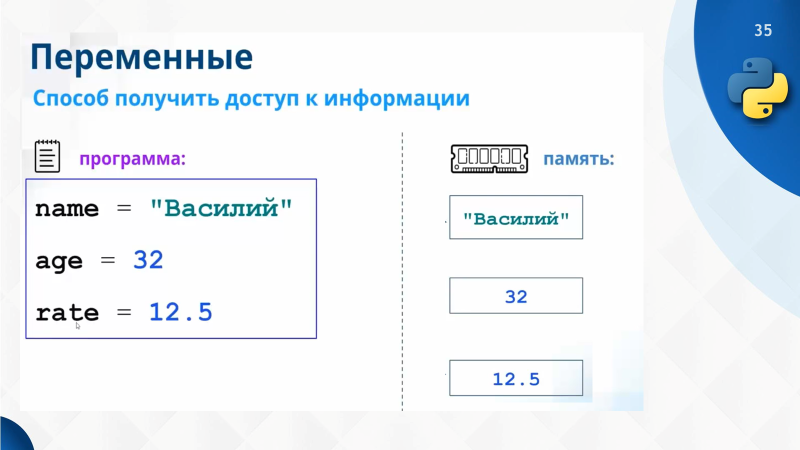 35
Переменные
Способ получить доступ к информации
программа:
name = "Василий"
age = 32
rate = 12.5
память:
"Василий"
32
12.5